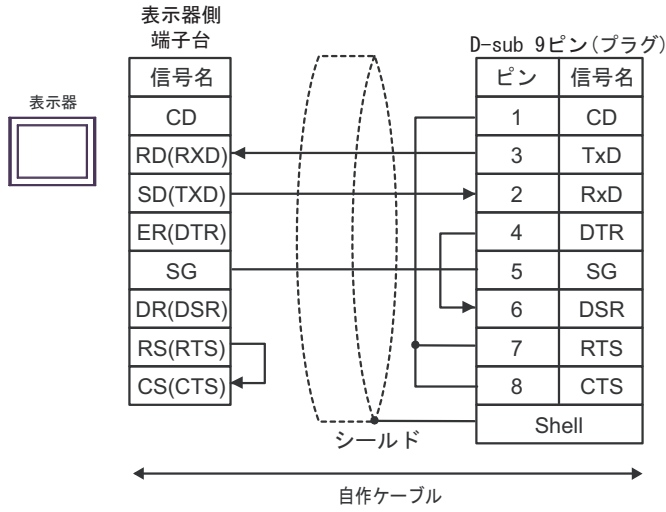 表示器側
端子台
D-sub 9ピン(プラグ)
信号名 ピン 信号名
表示器
CD 1 CD
RD(RXD) 3 TxD
SD(TXD) 2 RxD
ER(DTR) 4 DTR
SG 5 SG
DR(DSR) 6 DSR
RS(RTS) 7 RTS
CS(CTS) 8 CTS
Shell
シールド
自作ケーブル